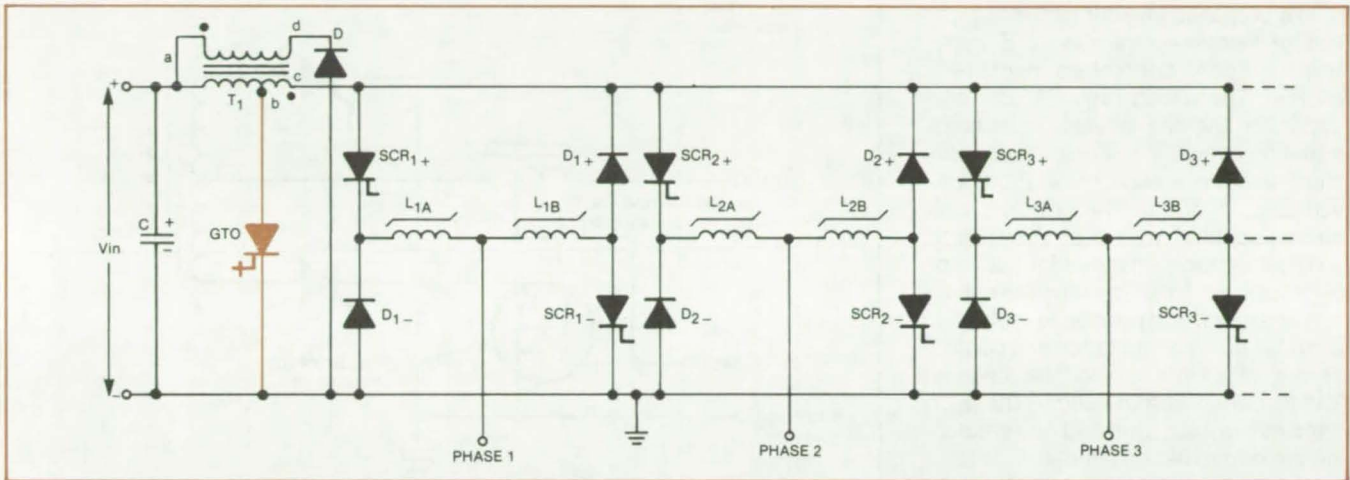 d D
a
c
T1 b
+
SCR1+ D1+ SCR2+ D2+ SCR3+ D3+
L1A L1B L2A L2B L3A L3B
C +
Vin
GTO
+
D1− SCR1− D2− SCR2− D3− SCR3−
−
PHASE 1 PHASE 2 PHASE 3